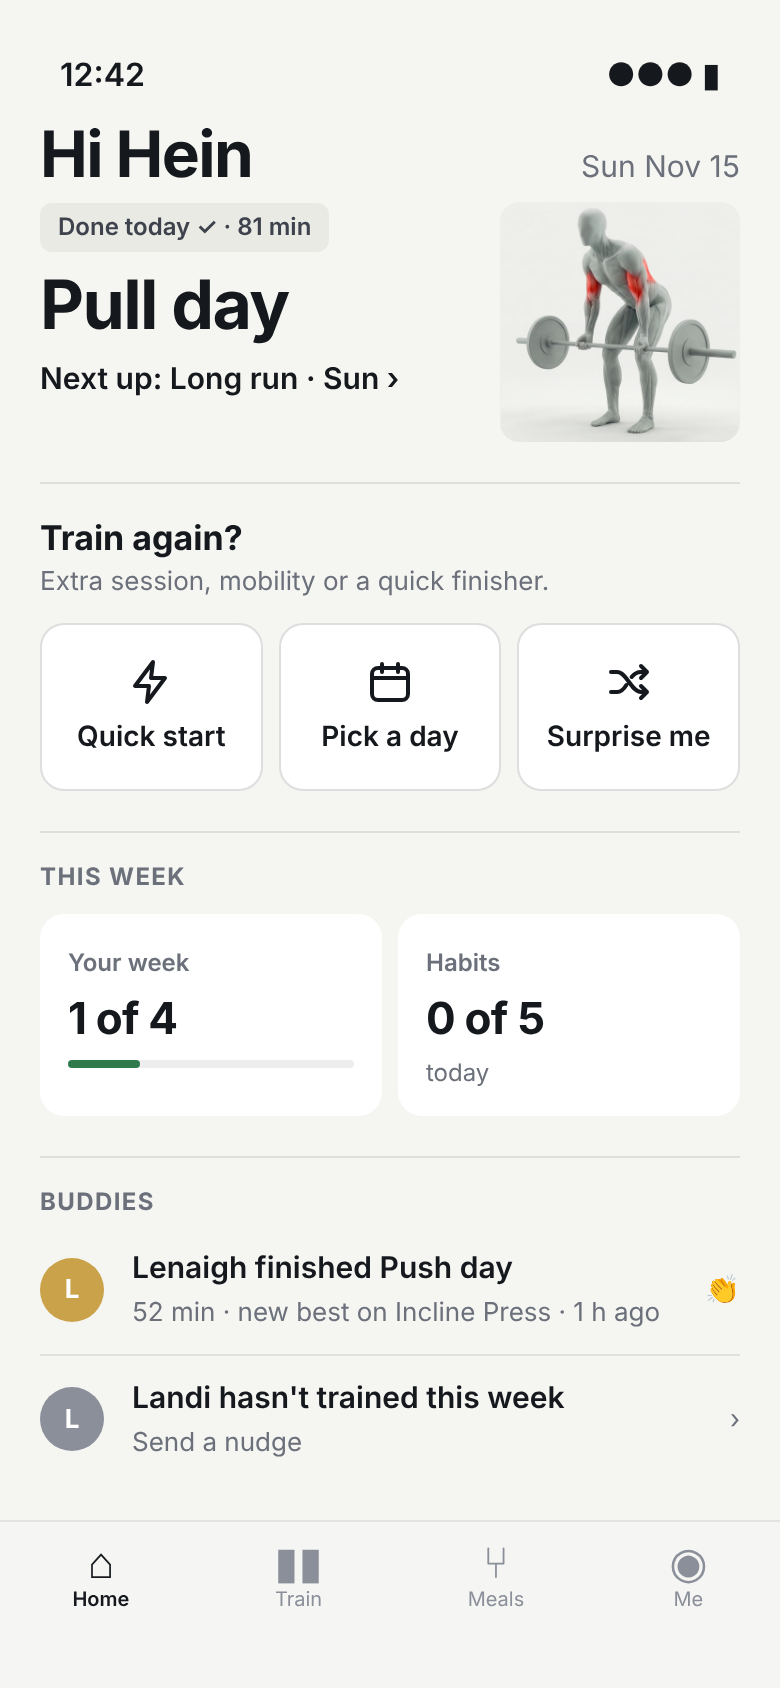 12:42
Hi Hein
Sun Nov 15
Done today ✓ · 81 min
Pull day
Next up: Long run · Sun ›
Train again?
Extra session, mobility or a quick finisher.
Quick start
Pick a day
Surprise me
THIS WEEK
Your week
1 of 4
Habits
0 of 5
today
BUDDIES
L
Lenaigh finished Push day
52 min · new best on Incline Press · 1 h ago
👏
L
Landi hasn't trained this week
Send a nudge
›
Home
Train
Meals
Me